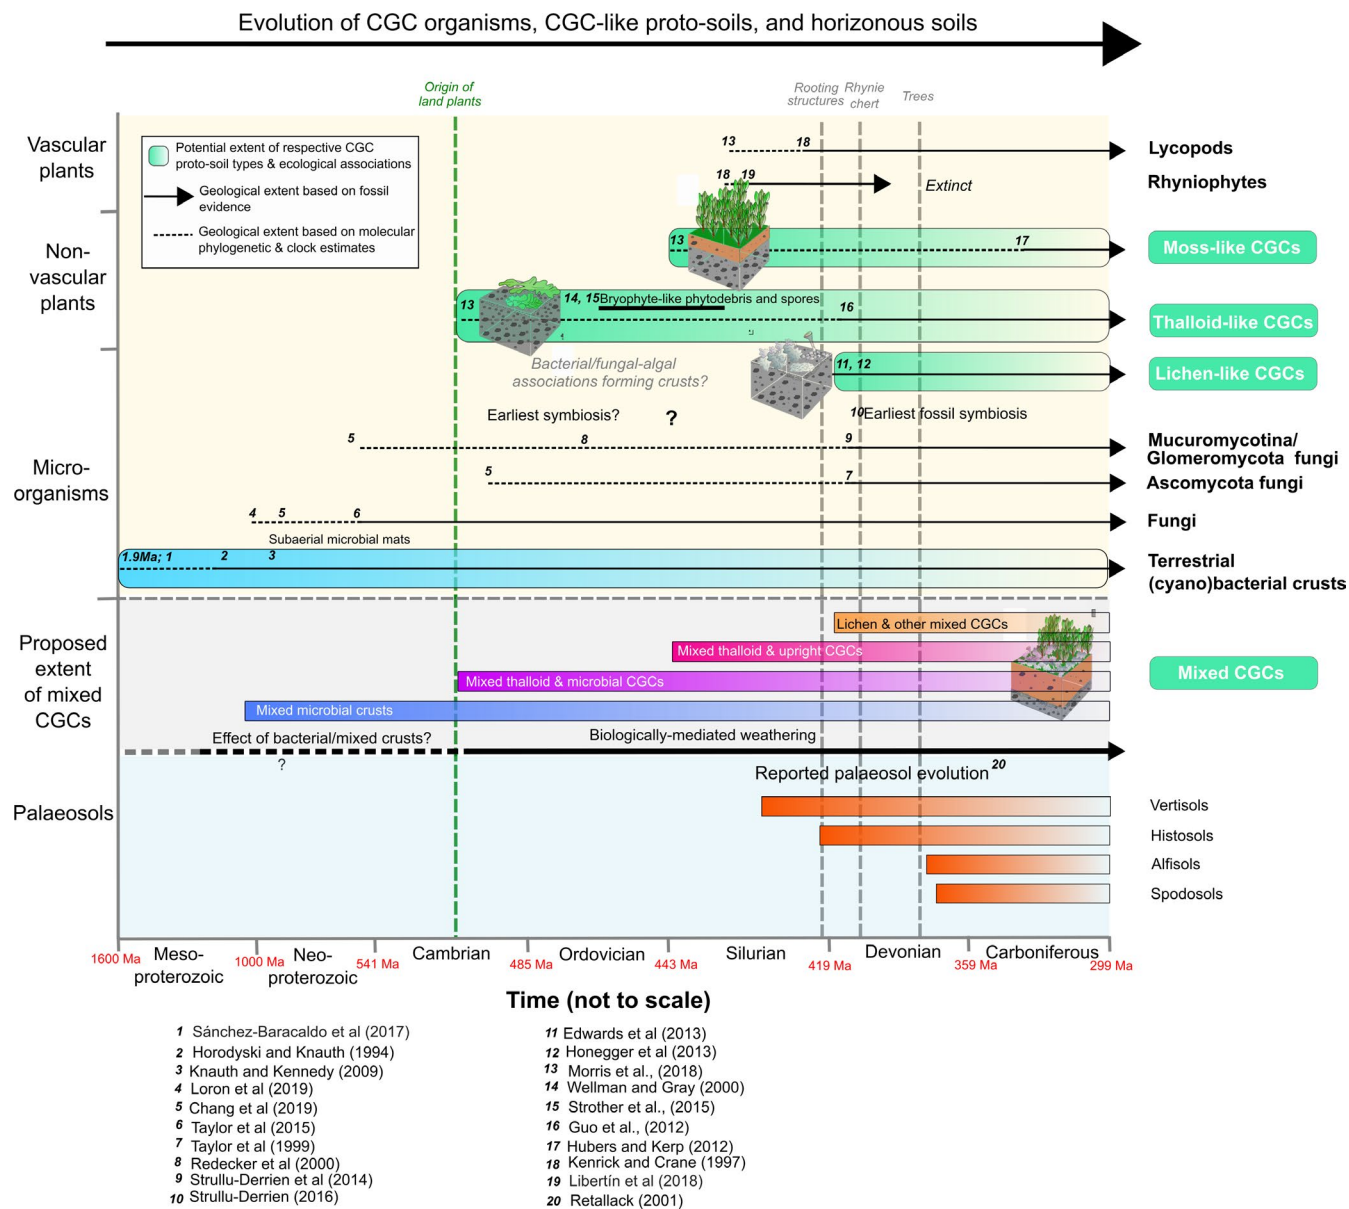 Evolution of CGC organisms, CGC-like proto-soils, and horizonous soils
Origin of
land plants
Rooting
structures
Rhynie
chert
Trees
Vascular
plants
Potential extent of respective CGC
proto-soil types & ecological associations
Geological extent based on fossil
evidence
Geological extent based on molecular
phylogenetic & clock estimates
13
18
Lycopods
18
19
Extinct
Rhyniophytes
Non-
vascular
plants
13
17
Moss-like CGCs
13
14, 15
Bryophyte-like phytodebris and spores
16
Thalloid-like CGCs
Bacterial/fungal-algal
associations forming crusts?
11, 12
Lichen-like CGCs
Earliest symbiosis?
?
10
Earliest fossil symbiosis
Micro-
organisms
5
8
9
Mucuromycotina/
Glomeromycota fungi
5
7
Ascomycota fungi
4
5
6
Fungi
Subaerial microbial mats
1.9Ma; 1
2
3
Terrestrial
(cyano)bacterial crusts
Proposed
extent
of mixed
CGCs
Lichen & other mixed CGCs
Mixed thalloid & upright CGCs
Mixed thalloid & microbial CGCs
Mixed CGCs
Mixed microbial crusts
Effect of bacterial/mixed crusts?
Biologically-mediated weathering
?
Reported palaeosol evolution 20
Palaeosols
Vertisols
Histosols
Alfisols
Spodosols
1600 Ma
Meso-
proterozoic
1000 Ma
Neo-
proterozoic
541 Ma
Cambrian
485 Ma
Ordovician
443 Ma
Silurian
419 Ma
Devonian
359 Ma
Carboniferous
299 Ma
Time (not to scale)
1 Sánchez-Baracaldo et al (2017)
2 Horodyski and Knauth (1994)
3 Knauth and Kennedy (2009)
4 Loron et al (2019)
5 Chang et al (2019)
6 Taylor et al (2015)
7 Taylor et al (1999)
8 Redecker et al (2000)
9 Strullu-Derrien et al (2014)
10 Strullu-Derrien (2016)
11 Edwards et al (2013)
12 Honegger et al (2013)
13 Morris et al., (2018)
14 Wellman and Gray (2000)
15 Strother et al., (2015)
16 Guo et al., (2012)
17 Hubers and Kerp (2012)
18 Kenrick and Crane (1997)
19 Libertín et al (2018)
20 Retallack (2001)